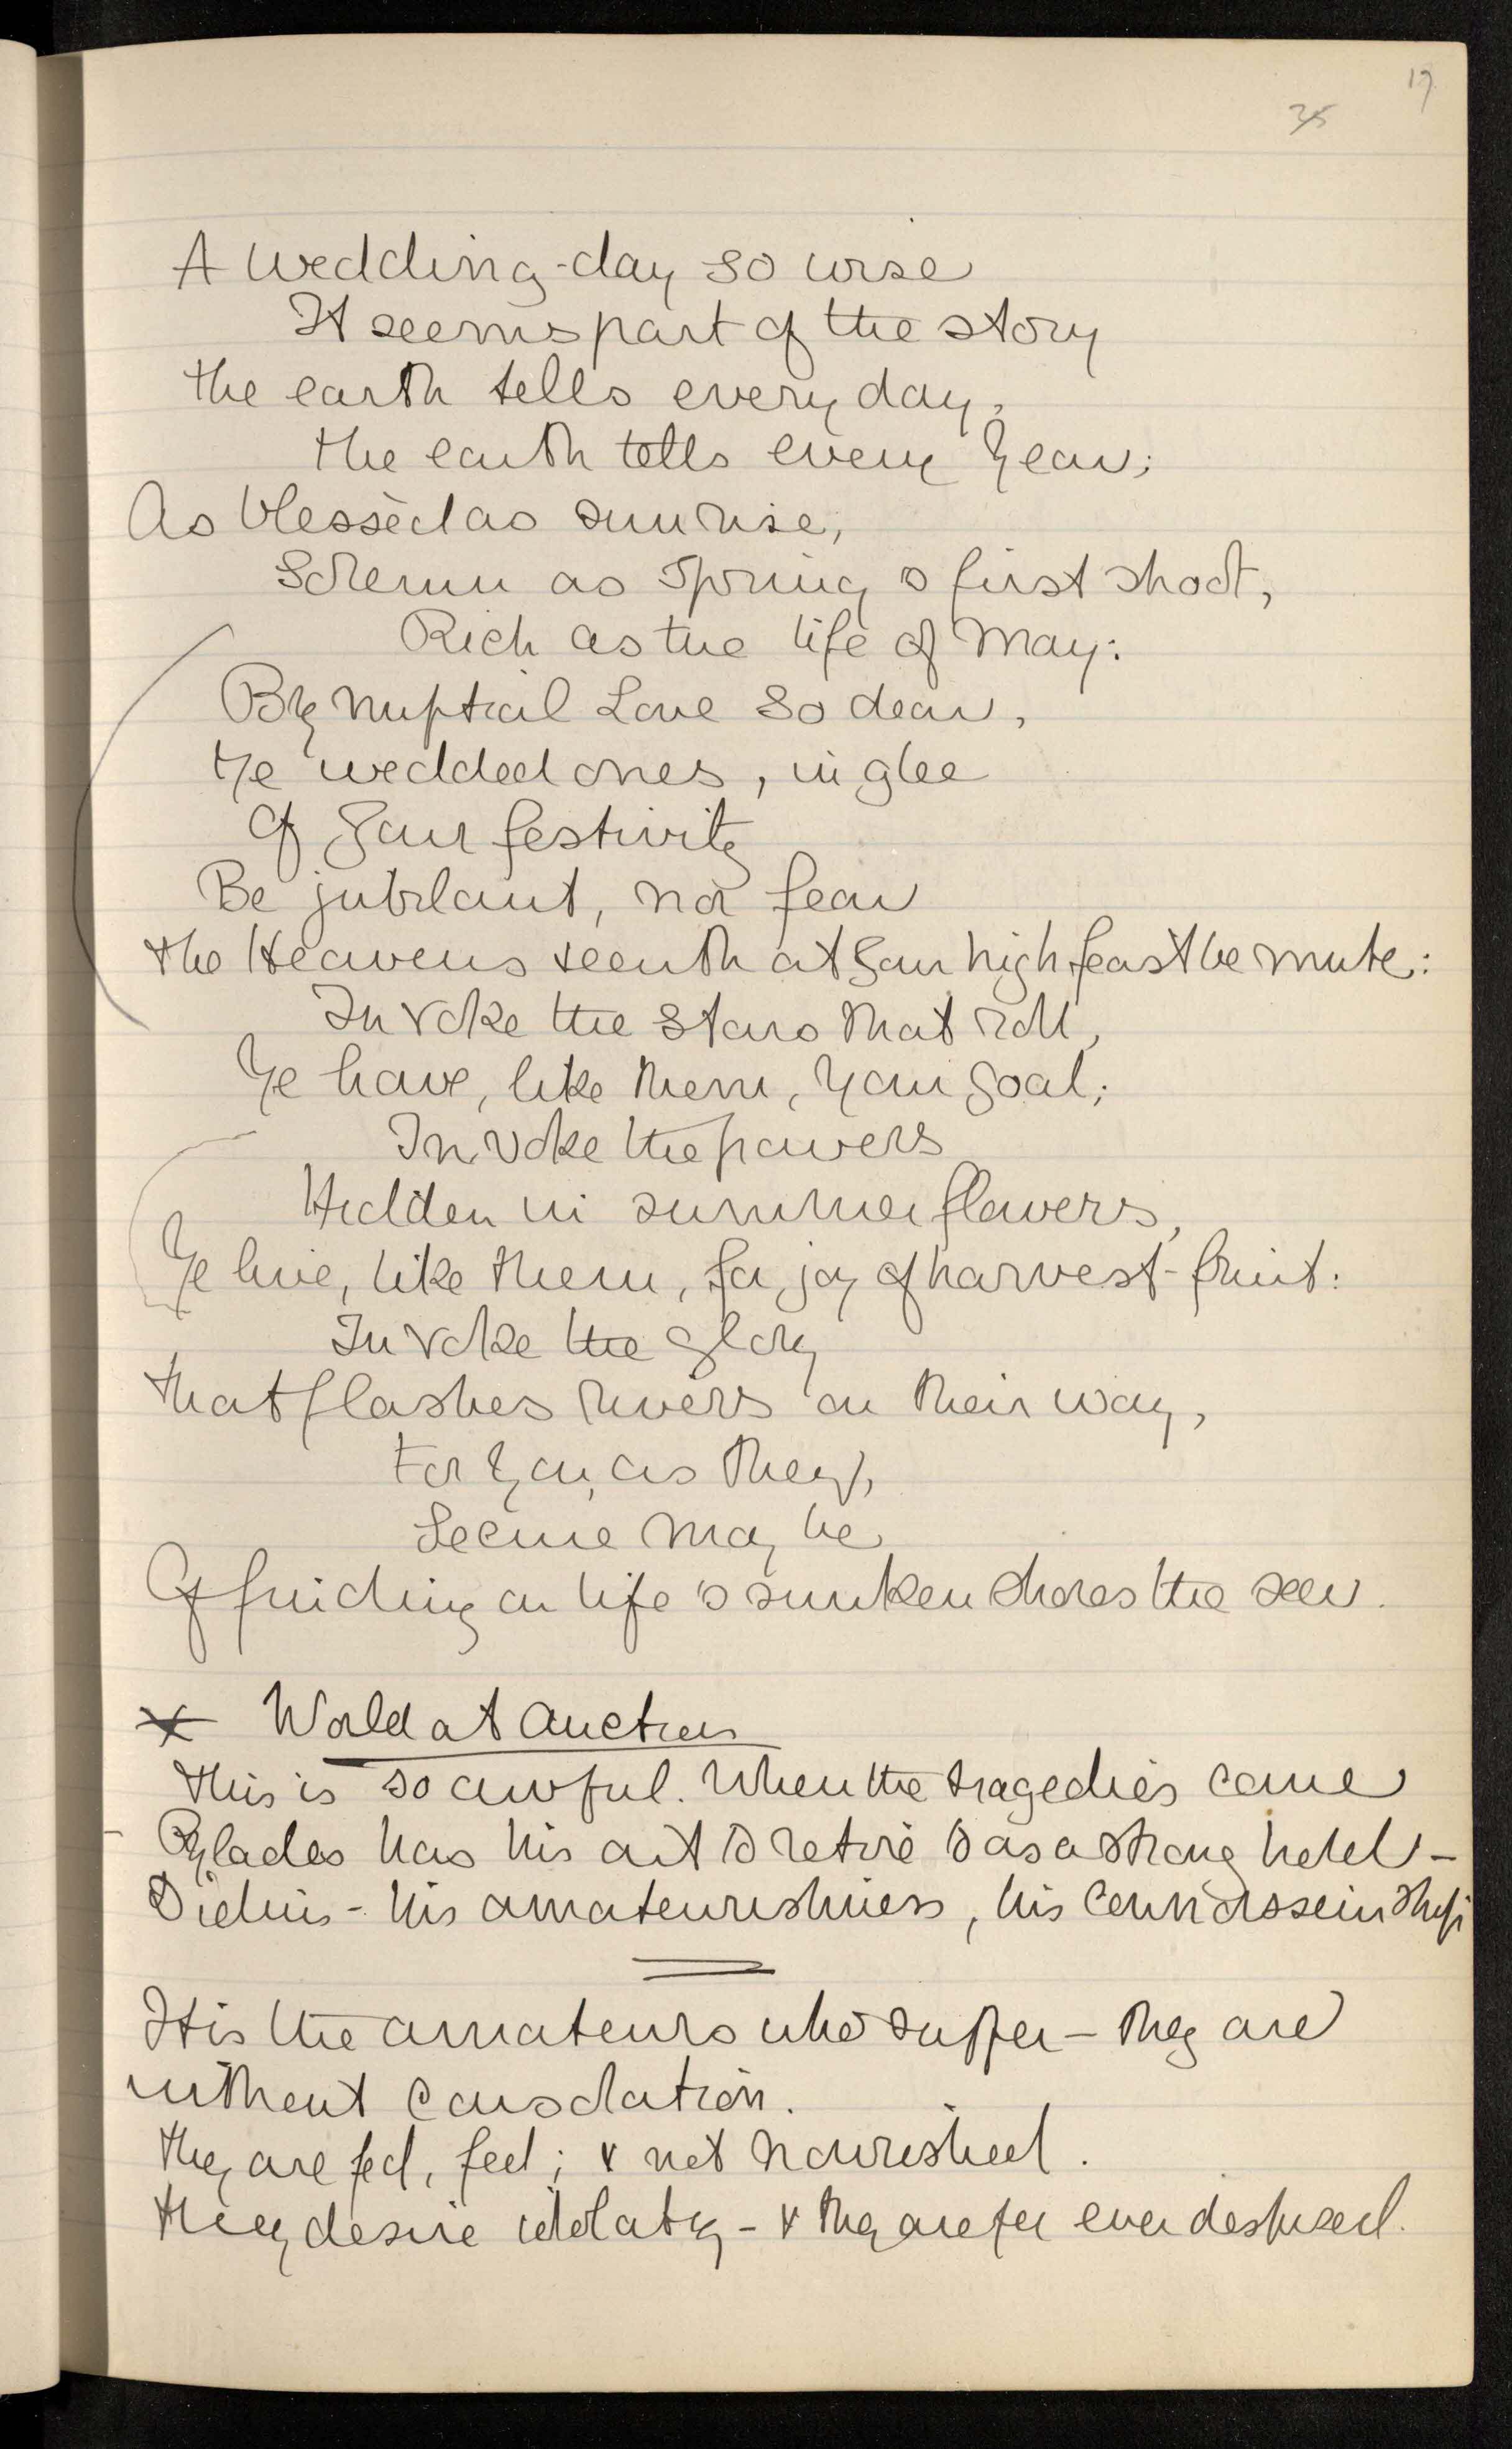 19
35
A wedding-day so wise
It seems part of the story
the earth tells every day,
the earth tells every year;
As blessèd as sunrise,
Solemn as Spring's first shoot,
Rich as the life of May:
By nuptial Love so dear,
Ye wedded ones, in glee
Of your festivity
Be jubilant, nor fear
the Heavens at your high feast be mute:
Invoke the stars that roll,
Ye have, like them, your goal;
Invoke the powers
Hidden in summer flowers,
Ye live, like them, for joy of harvest-fruit:
Invoke the glory
that flashes rivers on their way,
For you, as they,
Secure may be
Of finding on life's sunken shores the sea.
x World at Auction
this is so awful. When the tragedies come
Pylades has his art to retire to as a strong hold –
Didius - his amateurishness, his connoisseurship
It is the amateurs who suffer – they are
without consolation.
they are fed, fed; & not nourished.
they desire idolatry - & they are for ever despised.